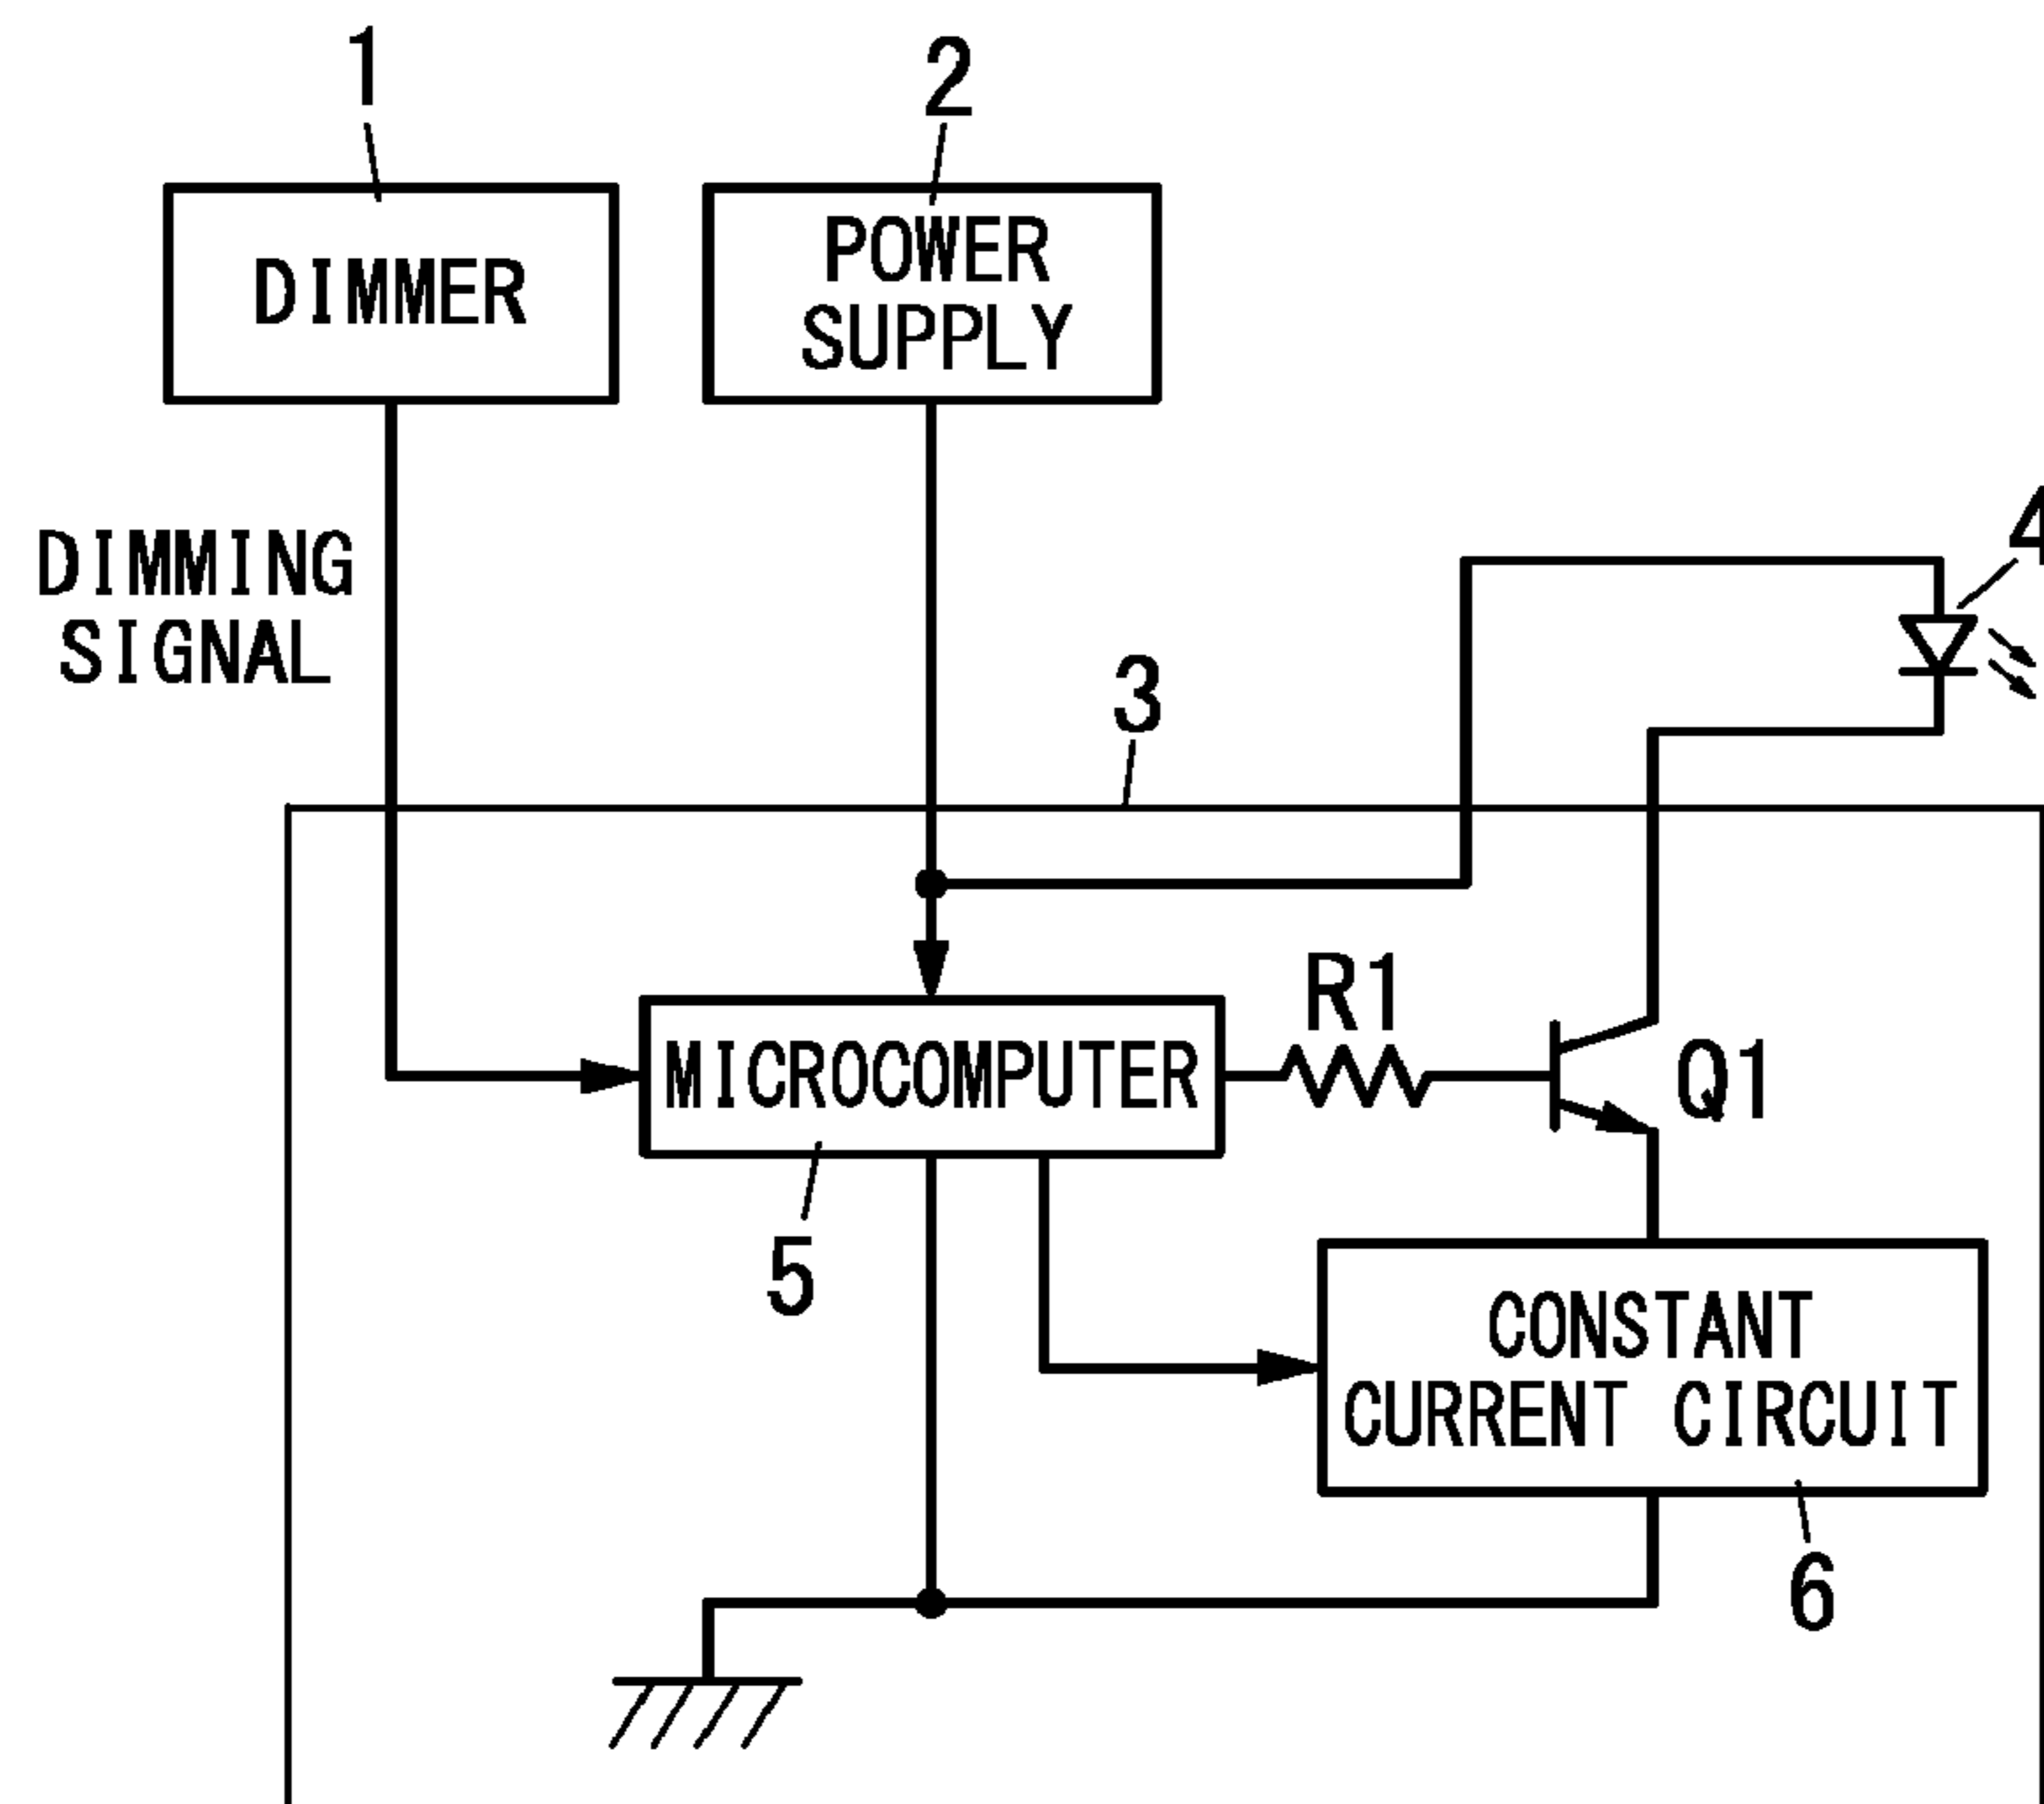 1
2
DIMMER
POWER
SUPPLY
DIMMING
SIGNAL
4
3
R1
MICROCOMPUTER
Q1
5
CONSTANT
CURRENT CIRCUIT
6